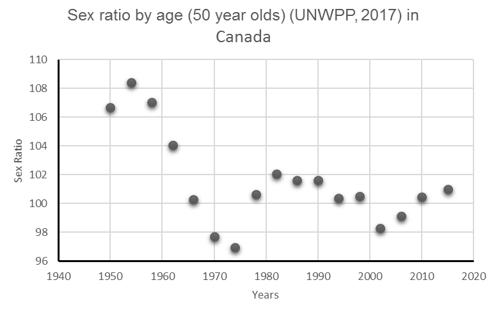 Sex ratio by age (50 year olds) (UNWPP, 2017) in
Canada
110
108
106
104
102
100
98
96
Sex Ratio
1940 1950 1960 1970 1980 1990 2000 2010 2020
Years